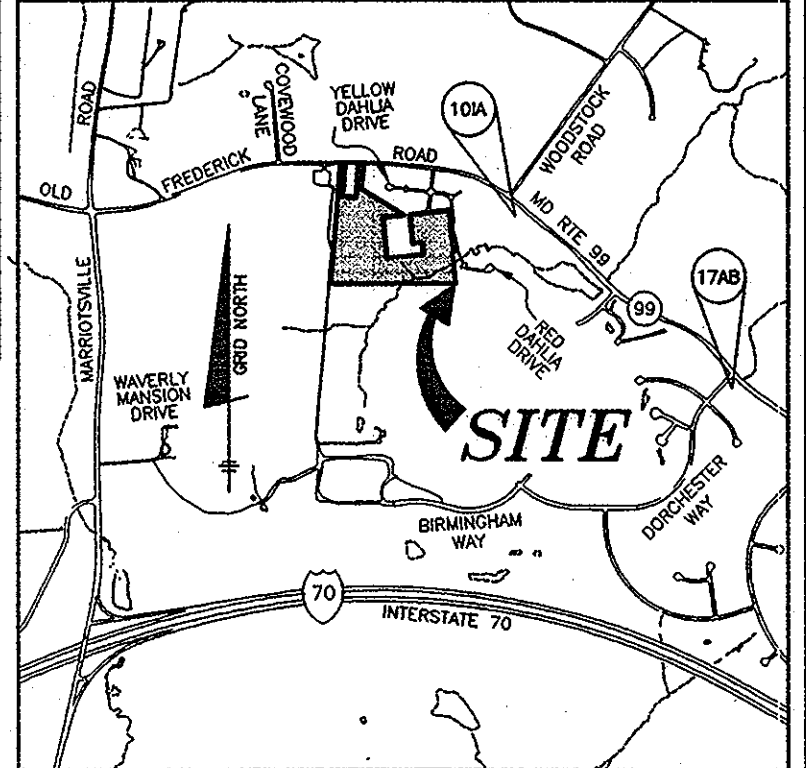 ROAD
COVEWOOD
LANE
YELLOW
DAHLIA
DRIVE
101A
WOODSTOCK
ROAD
OLD
FREDERICK
ROAD
MD RTE 99
17AB
99
MARRIOTSVILLE
GRID NORTH
RED
DAHLIA
DRIVE
WAVERLY
MANSION
DRIVE
SITE
DORCHESTER
WAY
BIRMINGHAM
WAY
70
INTERSTATE 70